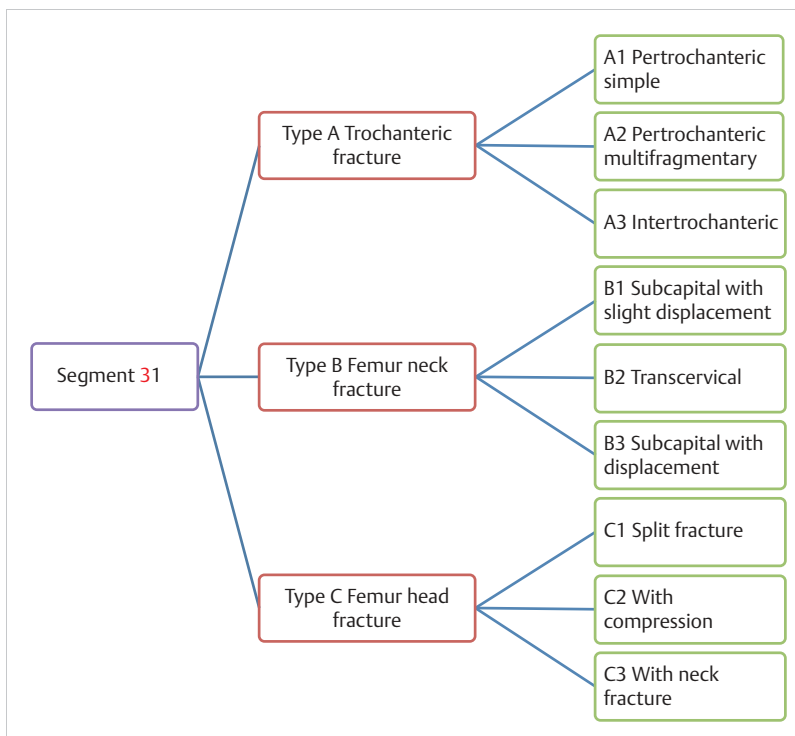 A1 Pertrochanteric
simple
Type A Trochanteric
fracture
A2 Pertrochanteric
multifragmentary
A3 Intertrochanteric
B1 Subcapital with
slight displacement
Segment 31
Type B Femur neck
fracture
B2 Transcervical
B3 Subcapital with
displacement
C1 Split fracture
Type C Femur head
fracture
C2 With
compression
C3 With neck
fracture